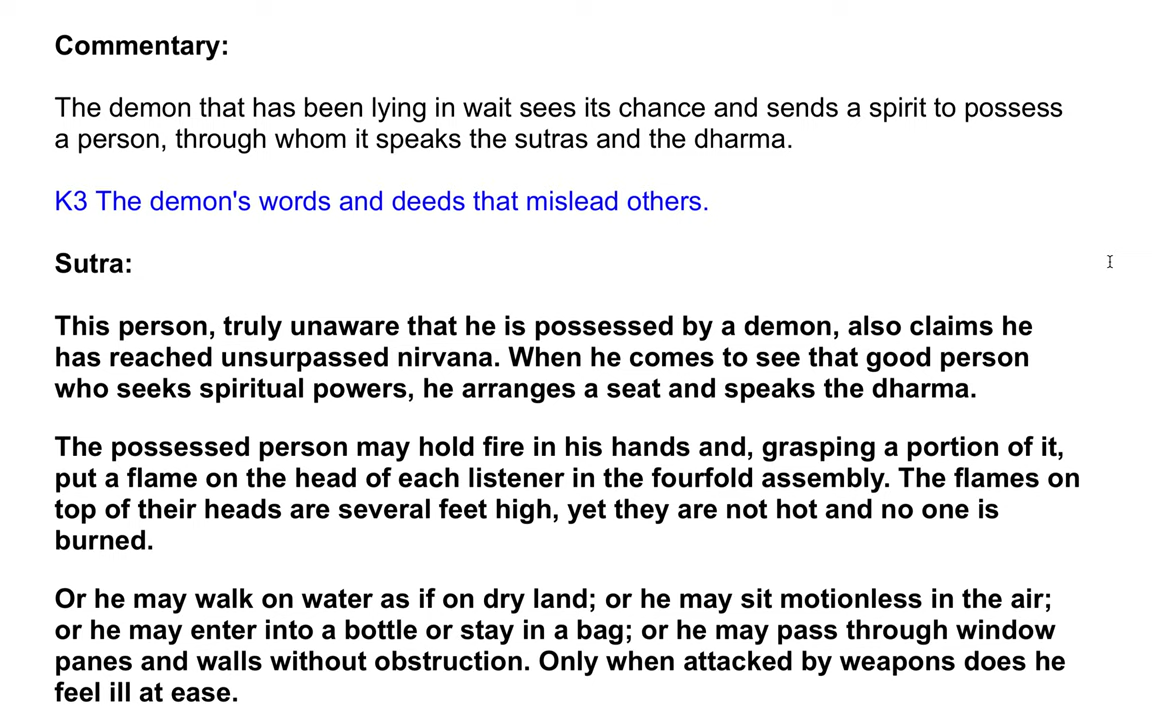 Commentary:
The demon that has been lying in wait sees its chance and sends a spirit to possess
a person, through whom it speaks the sutras and the dharma.
K3 The demon's words and deeds that mislead others.
Sutra:
This person, truly unaware that he is possessed by a demon, also claims he
has reached unsurpassed nirvana. When he comes to see that good person
who seeks spiritual powers, he arranges a seat and speaks the dharma.
The possessed person may hold fire in his hands and, grasping a portion of it,
put a flame on the head of each listener in the fourfold assembly. The flames on
top of their heads are several feet high, yet they are not hot and no one is
burned.
Or he may walk on water as if on dry land; or he may sit motionless in the air;
or he may enter into a bottle or stay in a bag; or he may pass through window
panes and walls without obstruction. Only when attacked by weapons does he
feel ill at ease.